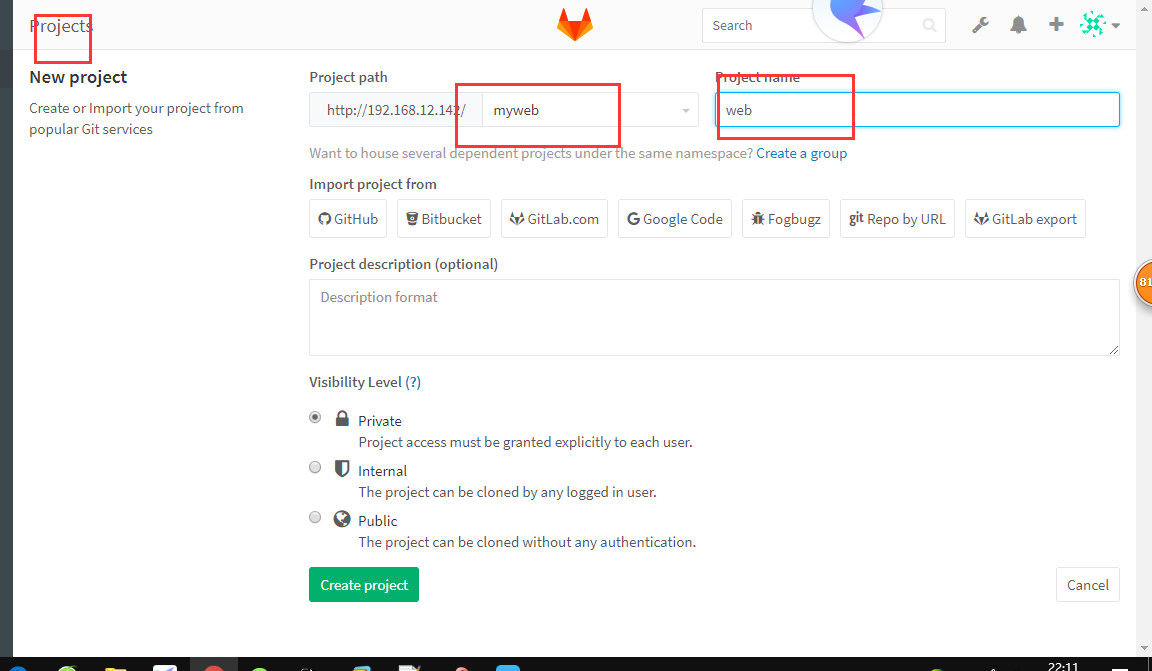 Projects
Search
New project
Create or Import your project from
popular Git services
Project path
Project name
http://192.168.12.142/
myweb
web
Want to house several dependent projects under the same namespace? Create a group
Import project from
GitHub
Bitbucket
GitLab.com
Google Code
Fogbugz
git Repo by URL
GitLab export
Project description (optional)
Description format
Visibility Level (?)
Private
Project access must be granted explicitly to each user.
Internal
The project can be cloned by any logged in user.
Public
The project can be cloned without any authentication.
Create project
Cancel
81
22:11